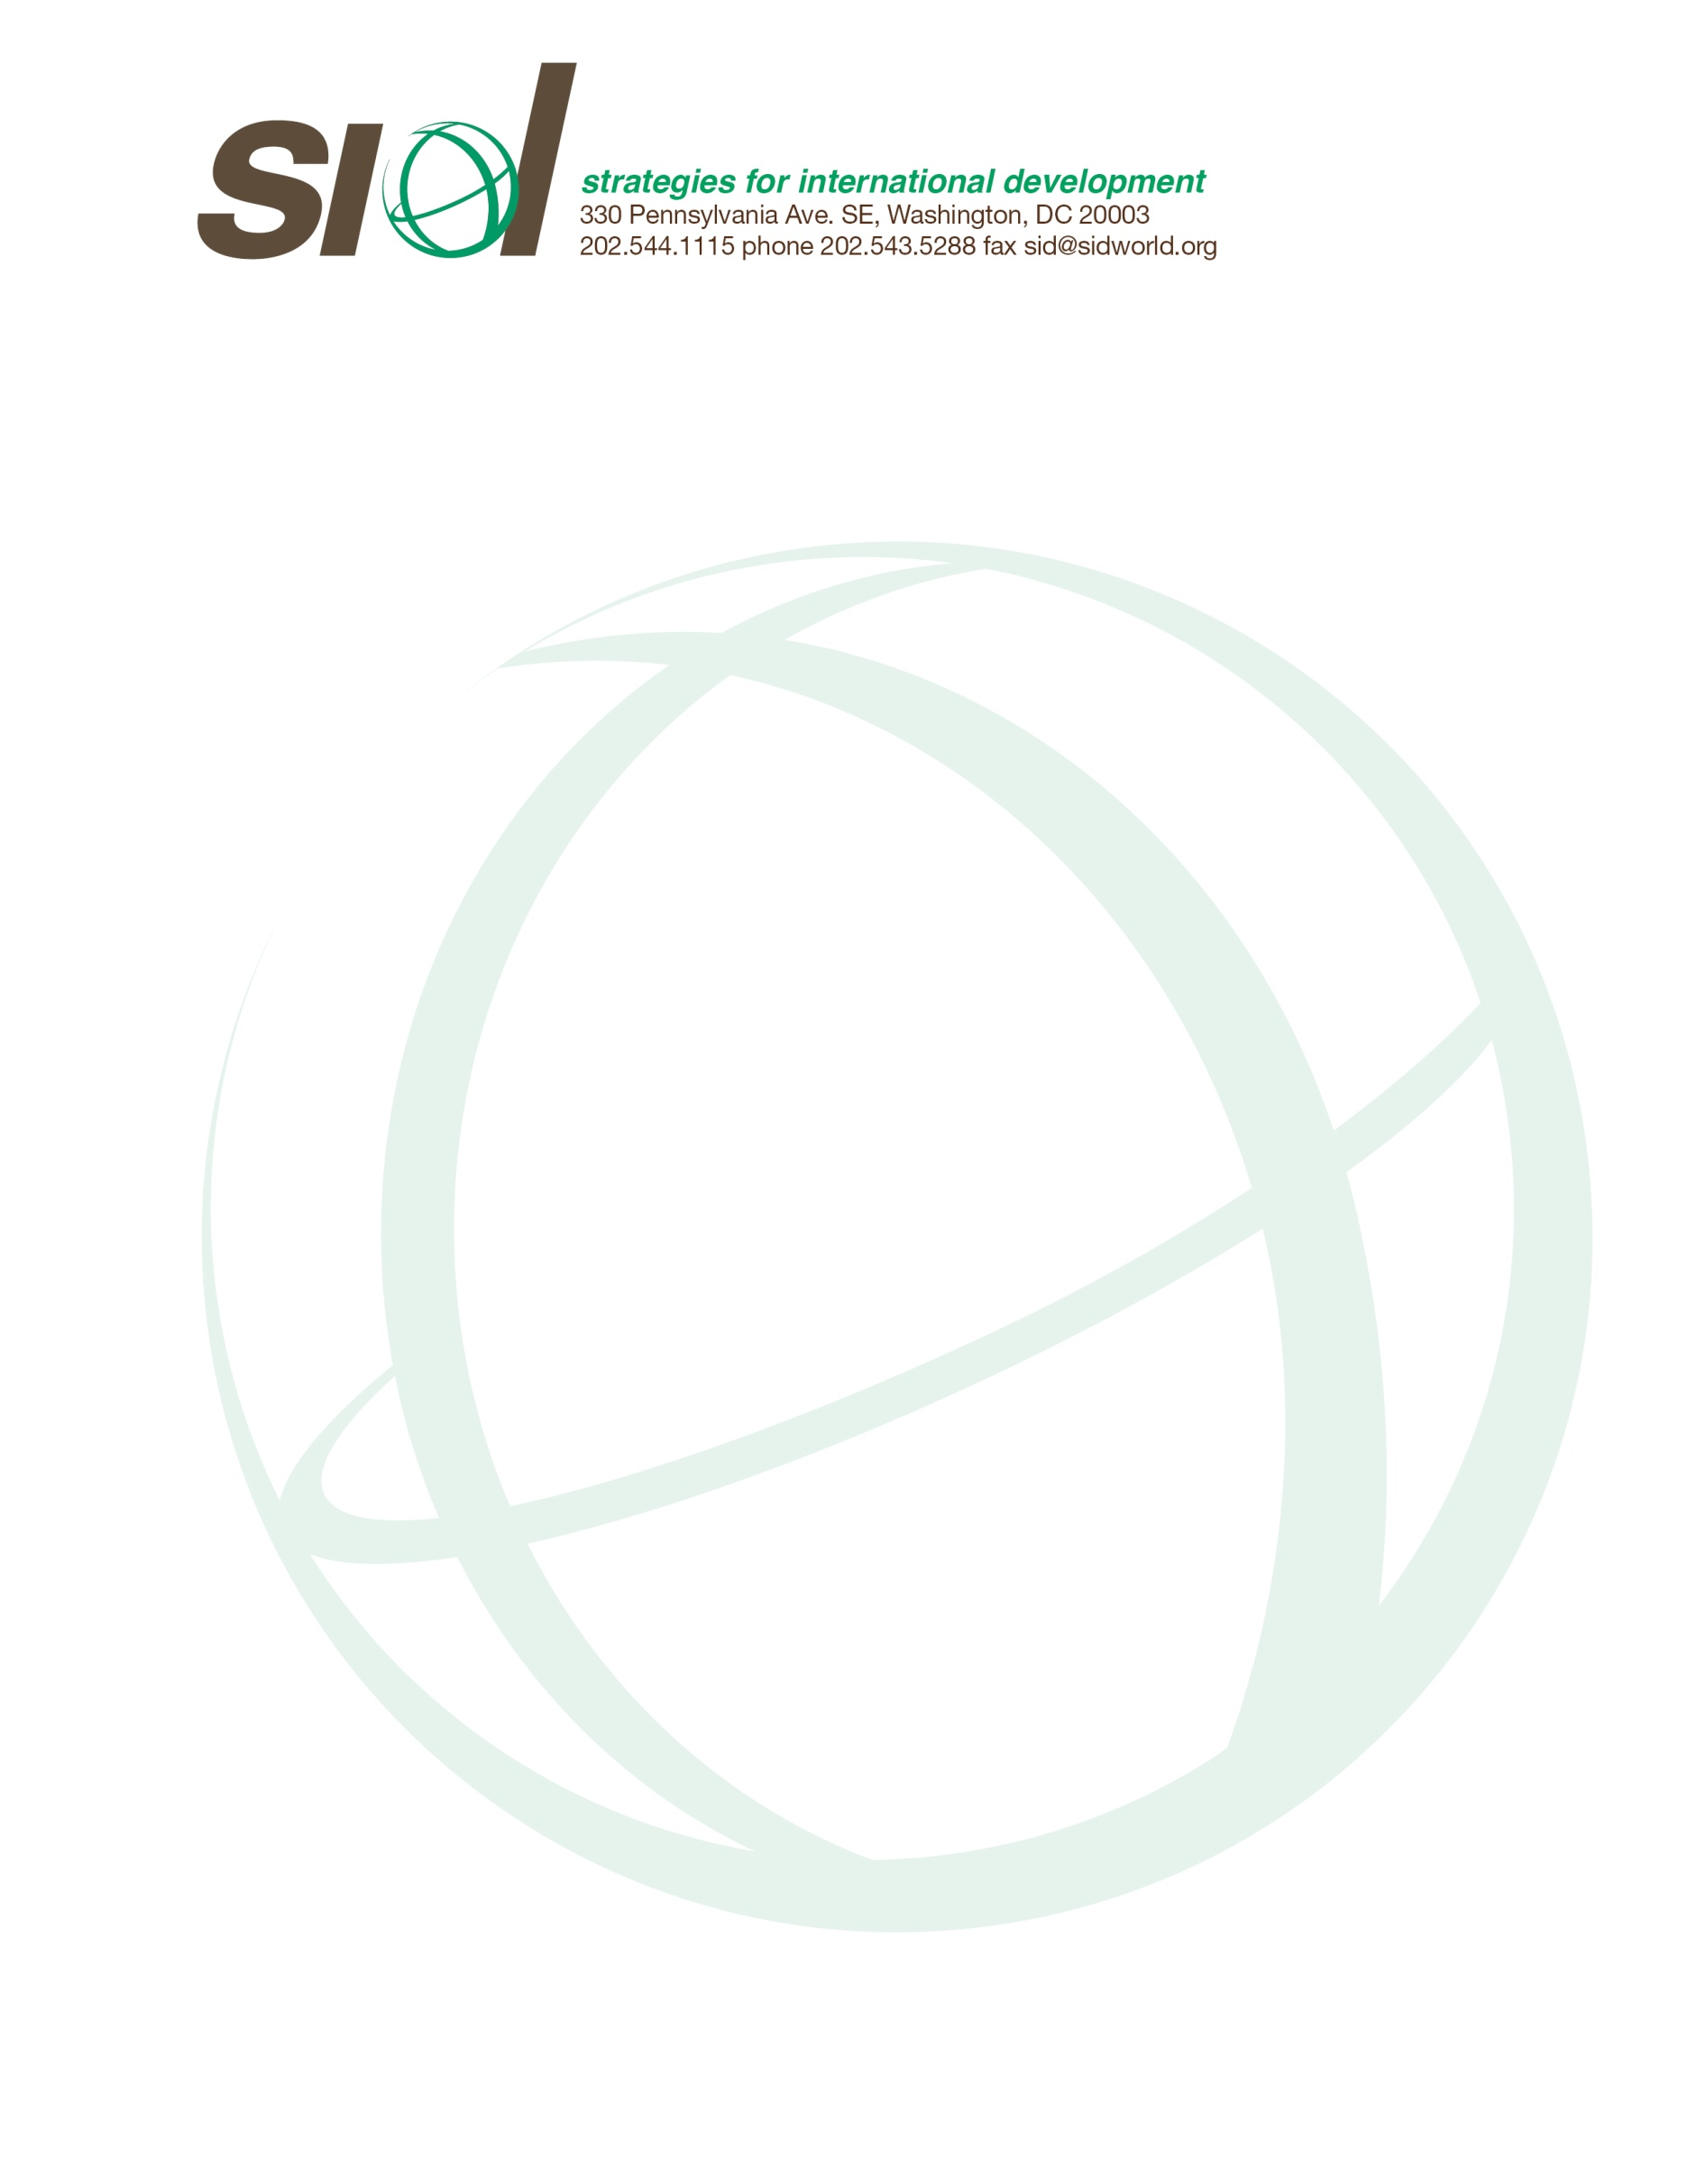 sid
strategies for international development
330 Pennsylvania Ave. SE, Washington, DC 20003
202.544.1115 phone 202.543.5288 fax sid@sidworld.org